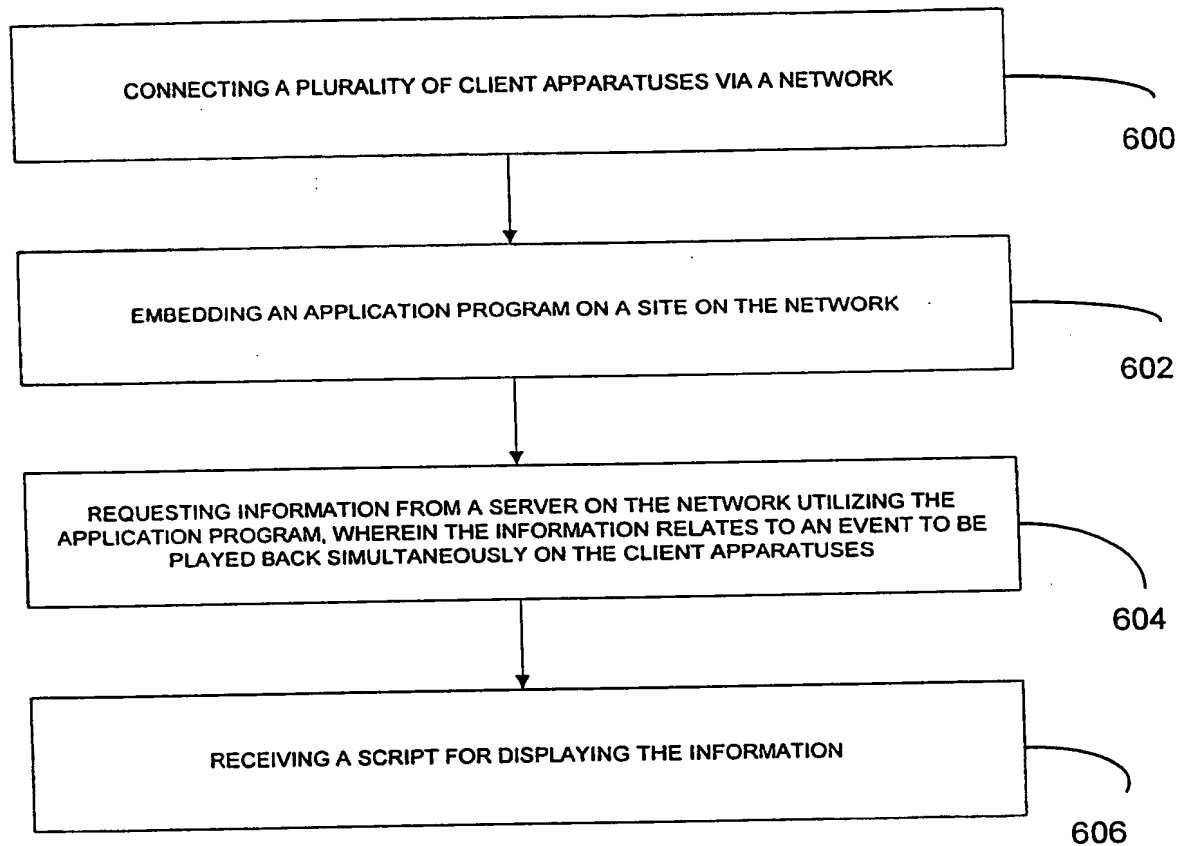 CONNECTING A PLURALITY OF CLIENT APPARATUSES VIA A NETWORK
600
EMBEDDING AN APPLICATION PROGRAM ON A SITE ON THE NETWORK
602
REQUESTING INFORMATION FROM A SERVER ON THE NETWORK UTILIZING THE
APPLICATION PROGRAM, WHEREIN THE INFORMATION RELATES TO AN EVENT TO BE
PLAYED BACK SIMULTANEOUSLY ON THE CLIENT APPARATUSES
604
RECEIVING A SCRIPT FOR DISPLAYING THE INFORMATION
606